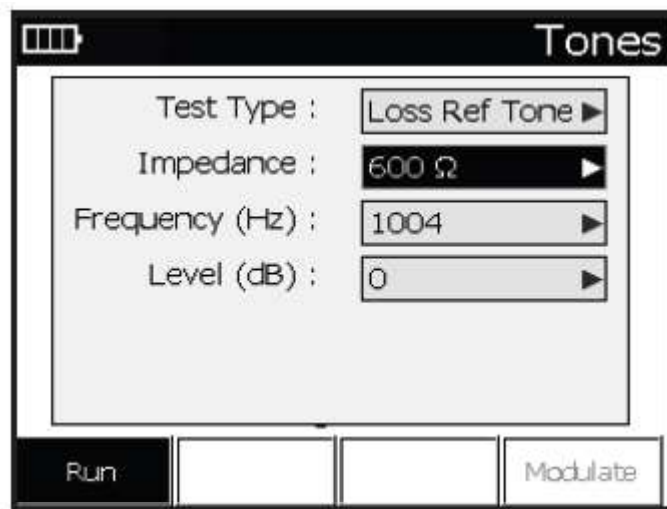 Tones
Test Type : Loss Ref Tone
Impedance : 600 Ω
Frequency (Hz) : 1004
Level (dB) : 0
Run Modulate